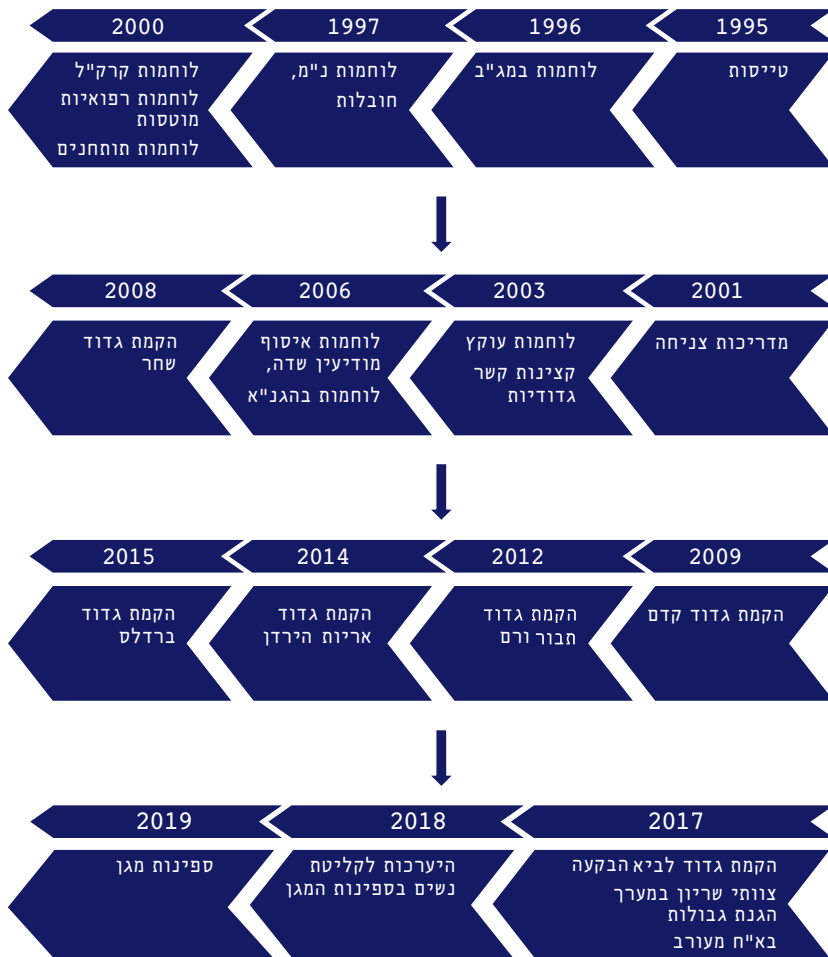 1995
טייסות
1996
לוחמות במג"ב
1997
לוחמות נ"מ,
חובלות
2000
לוחמות קרק"ל
לוחמות רפואיות
מוטסות
לוחמות תותחנים
2001
מדריכות צניחה
2003
לוחמות עוקץ
קצינות קשר
גדודיות
2006
לוחמות איסוף
מודיעין שדה,
לוחמות בהגנ"א
2008
הקמת גדוד
שחר
2009
הקמת גדוד קדם
2012
הקמת גדוד
תבור ורם
2014
הקמת גדוד
אריות הירדן
2015
הקמת גדוד
ברדלס
2017
הקמת גדוד לביא הבקעה
צוותי שריון במערך
הגנת גבולות
בא"ח מעורב
2018
היערכות לקליטת
נשים בספינות המגן
2019
ספינות מגן